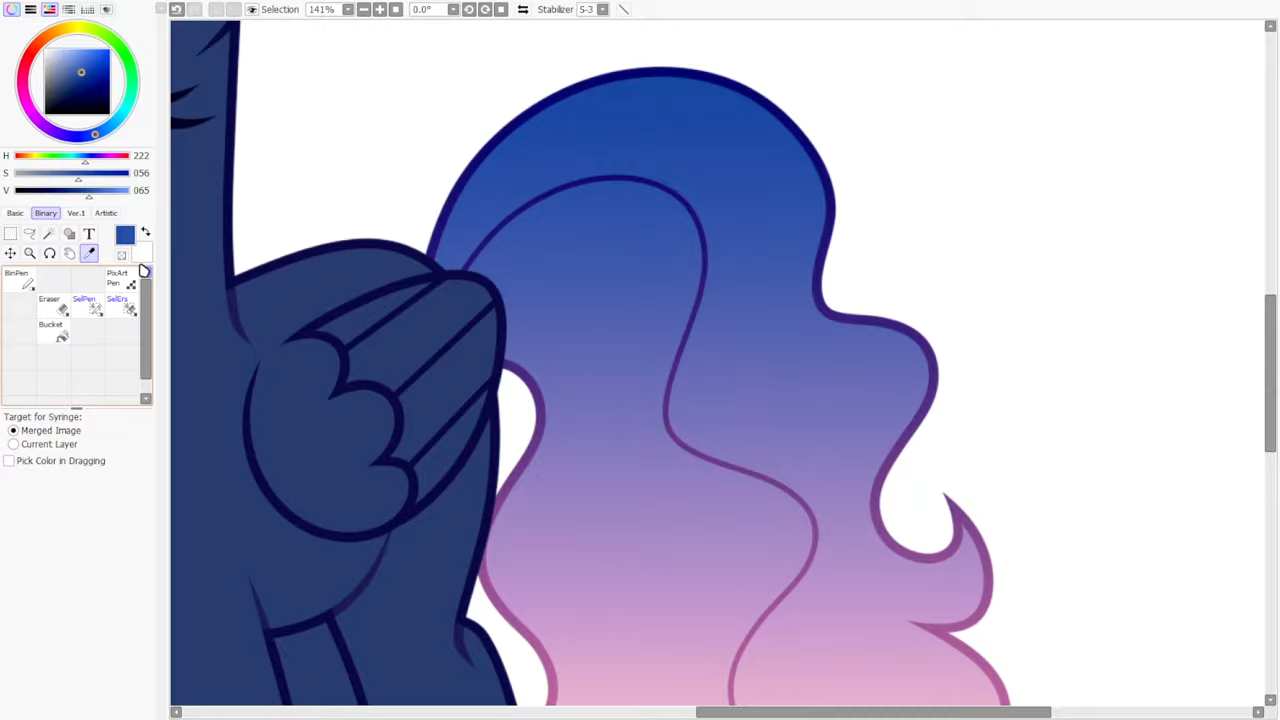 Selection 141% 0.0° Stabilizer S-3
H 222
S 056
V 065
Basic Binary Ver.1 Artistic
T
BinPen PixArt Pen
Eraser SelPen SelErs
Bucket
Target for Syringe:
Merged Image
Current Layer
Pick Color in Dragging